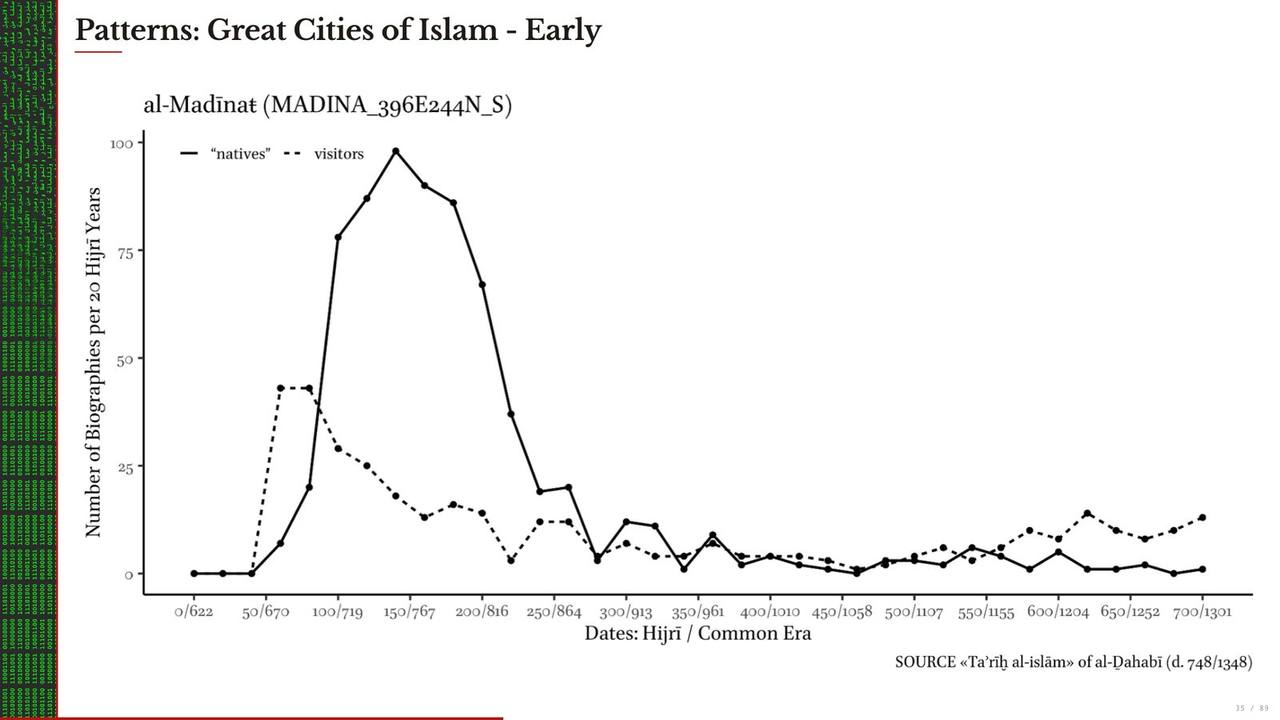 Patterns: Great Cities of Islam - Early
al-Madīnaŧ (MADINA_396E244N_S)
"natives" visitors
Number of Biographies per 20 Hijrī Years
100
75
50
25
0
0/622 50/670 100/719 150/767 200/816 250/864 300/913 350/961 400/1010 450/1058 500/1107 550/1155 600/1204 650/1252 700/1301
Dates: Hijrī / Common Era
SOURCE «Taʾrīḫ al-islām» of al-Ḏahabī (d. 748/1348)
35 / 89